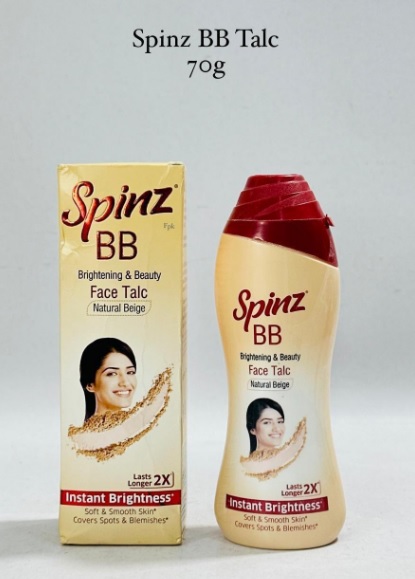 Spinz BB Talc
70g
Spinz®
Fpk
BB
Brightening & Beauty
Face Talc
Natural Beige
Lasts
Longer 2X
Instant Brightness*
Soft & Smooth Skin*
Covers Spots & Blemishes*
Spinz®
BB
Brightening & Beauty
Face Talc
Natural Beige
Lasts
Longer 2X
Instant Brightness*
Soft & Smooth Skin*
Covers Spots & Blemishes*